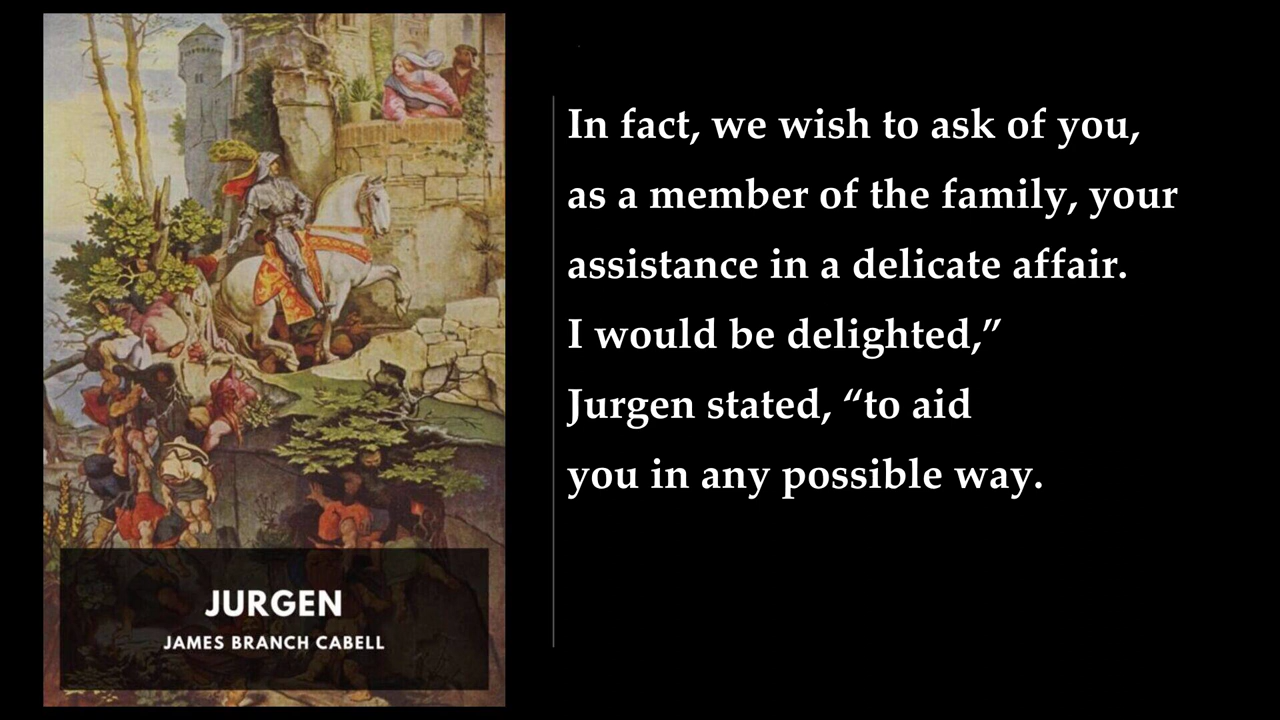 In fact, we wish to ask of you,
as a member of the family, your
assistance in a delicate affair.
I would be delighted,”
Jurgen stated, “to aid
you in any possible way.
JURGEN
JAMES BRANCH CABELL